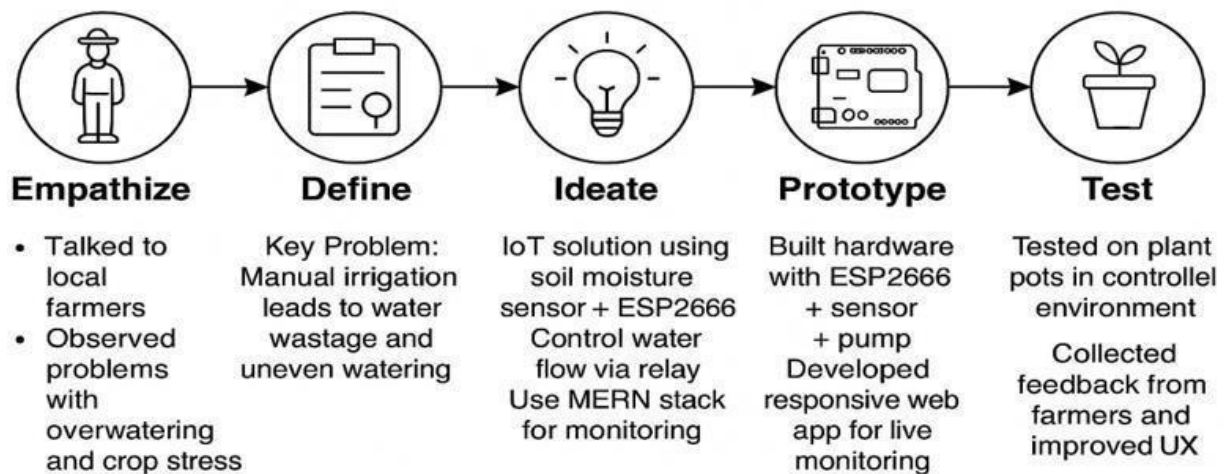 Empathize
• Talked to
local
farmers
• Observed
problems
with
overwatering
and crop stress
Define
Key Problem:
Manual irrigation
leads to water
wastage and
uneven watering
Ideate
IoT solution using
soil moisture
sensor + ESP2666
Control water
flow via relay
Use MERN stack
for monitoring
Prototype
Built hardware
with ESP2666
+ sensor
+ pump
Developed
responsive web
app for live
monitoring
Test
Tested on plant
pots in controllel
environment
Collected
feedback from
farmers and
improved UX